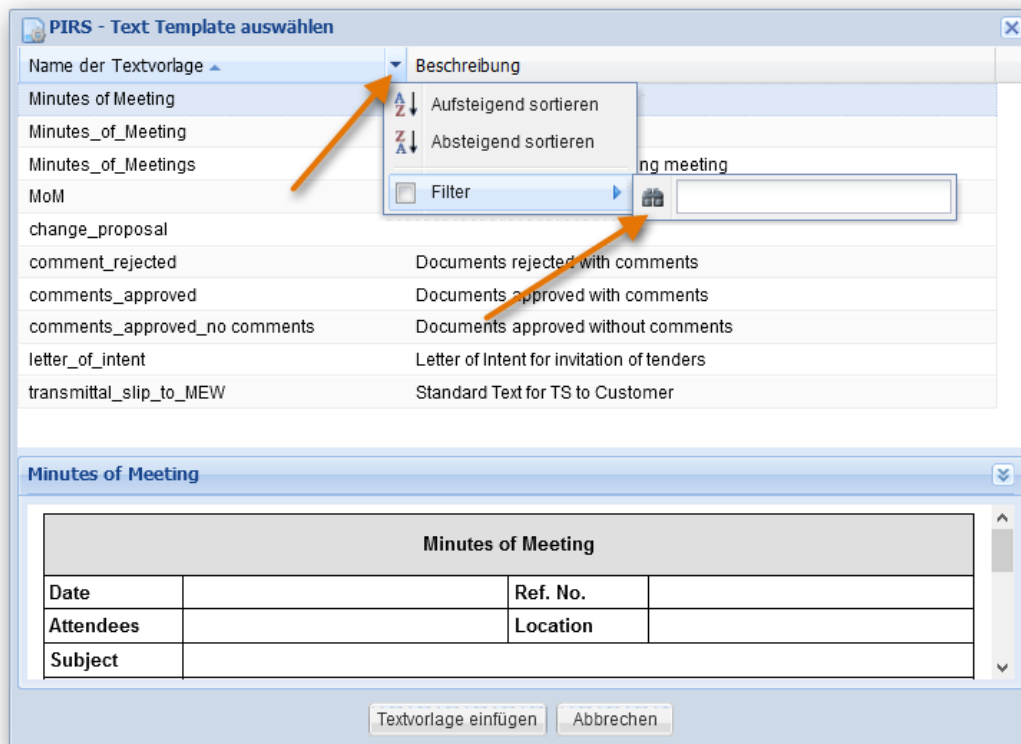 PIRS - Text Template auswählen
Name der Textvorlage Beschreibung
Minutes of Meeting
Aufsteigend sortieren
Minutes_of_Meeting
Absteigend sortieren
Minutes_of_Meetings ng meeting
MoM
Filter
change_proposal
comment_rejected Documents rejected with comments
comments_approved Documents approved with comments
comments_approved_no comments Documents approved without comments
letter_of_intent Letter of Intent for invitation of tenders
transmittal_slip_to_MEW Standard Text for TS to Customer
Minutes of Meeting
Minutes of Meeting
Date Ref. No.
Attendees Location
Subject
Textvorlage einfügen Abbrechen